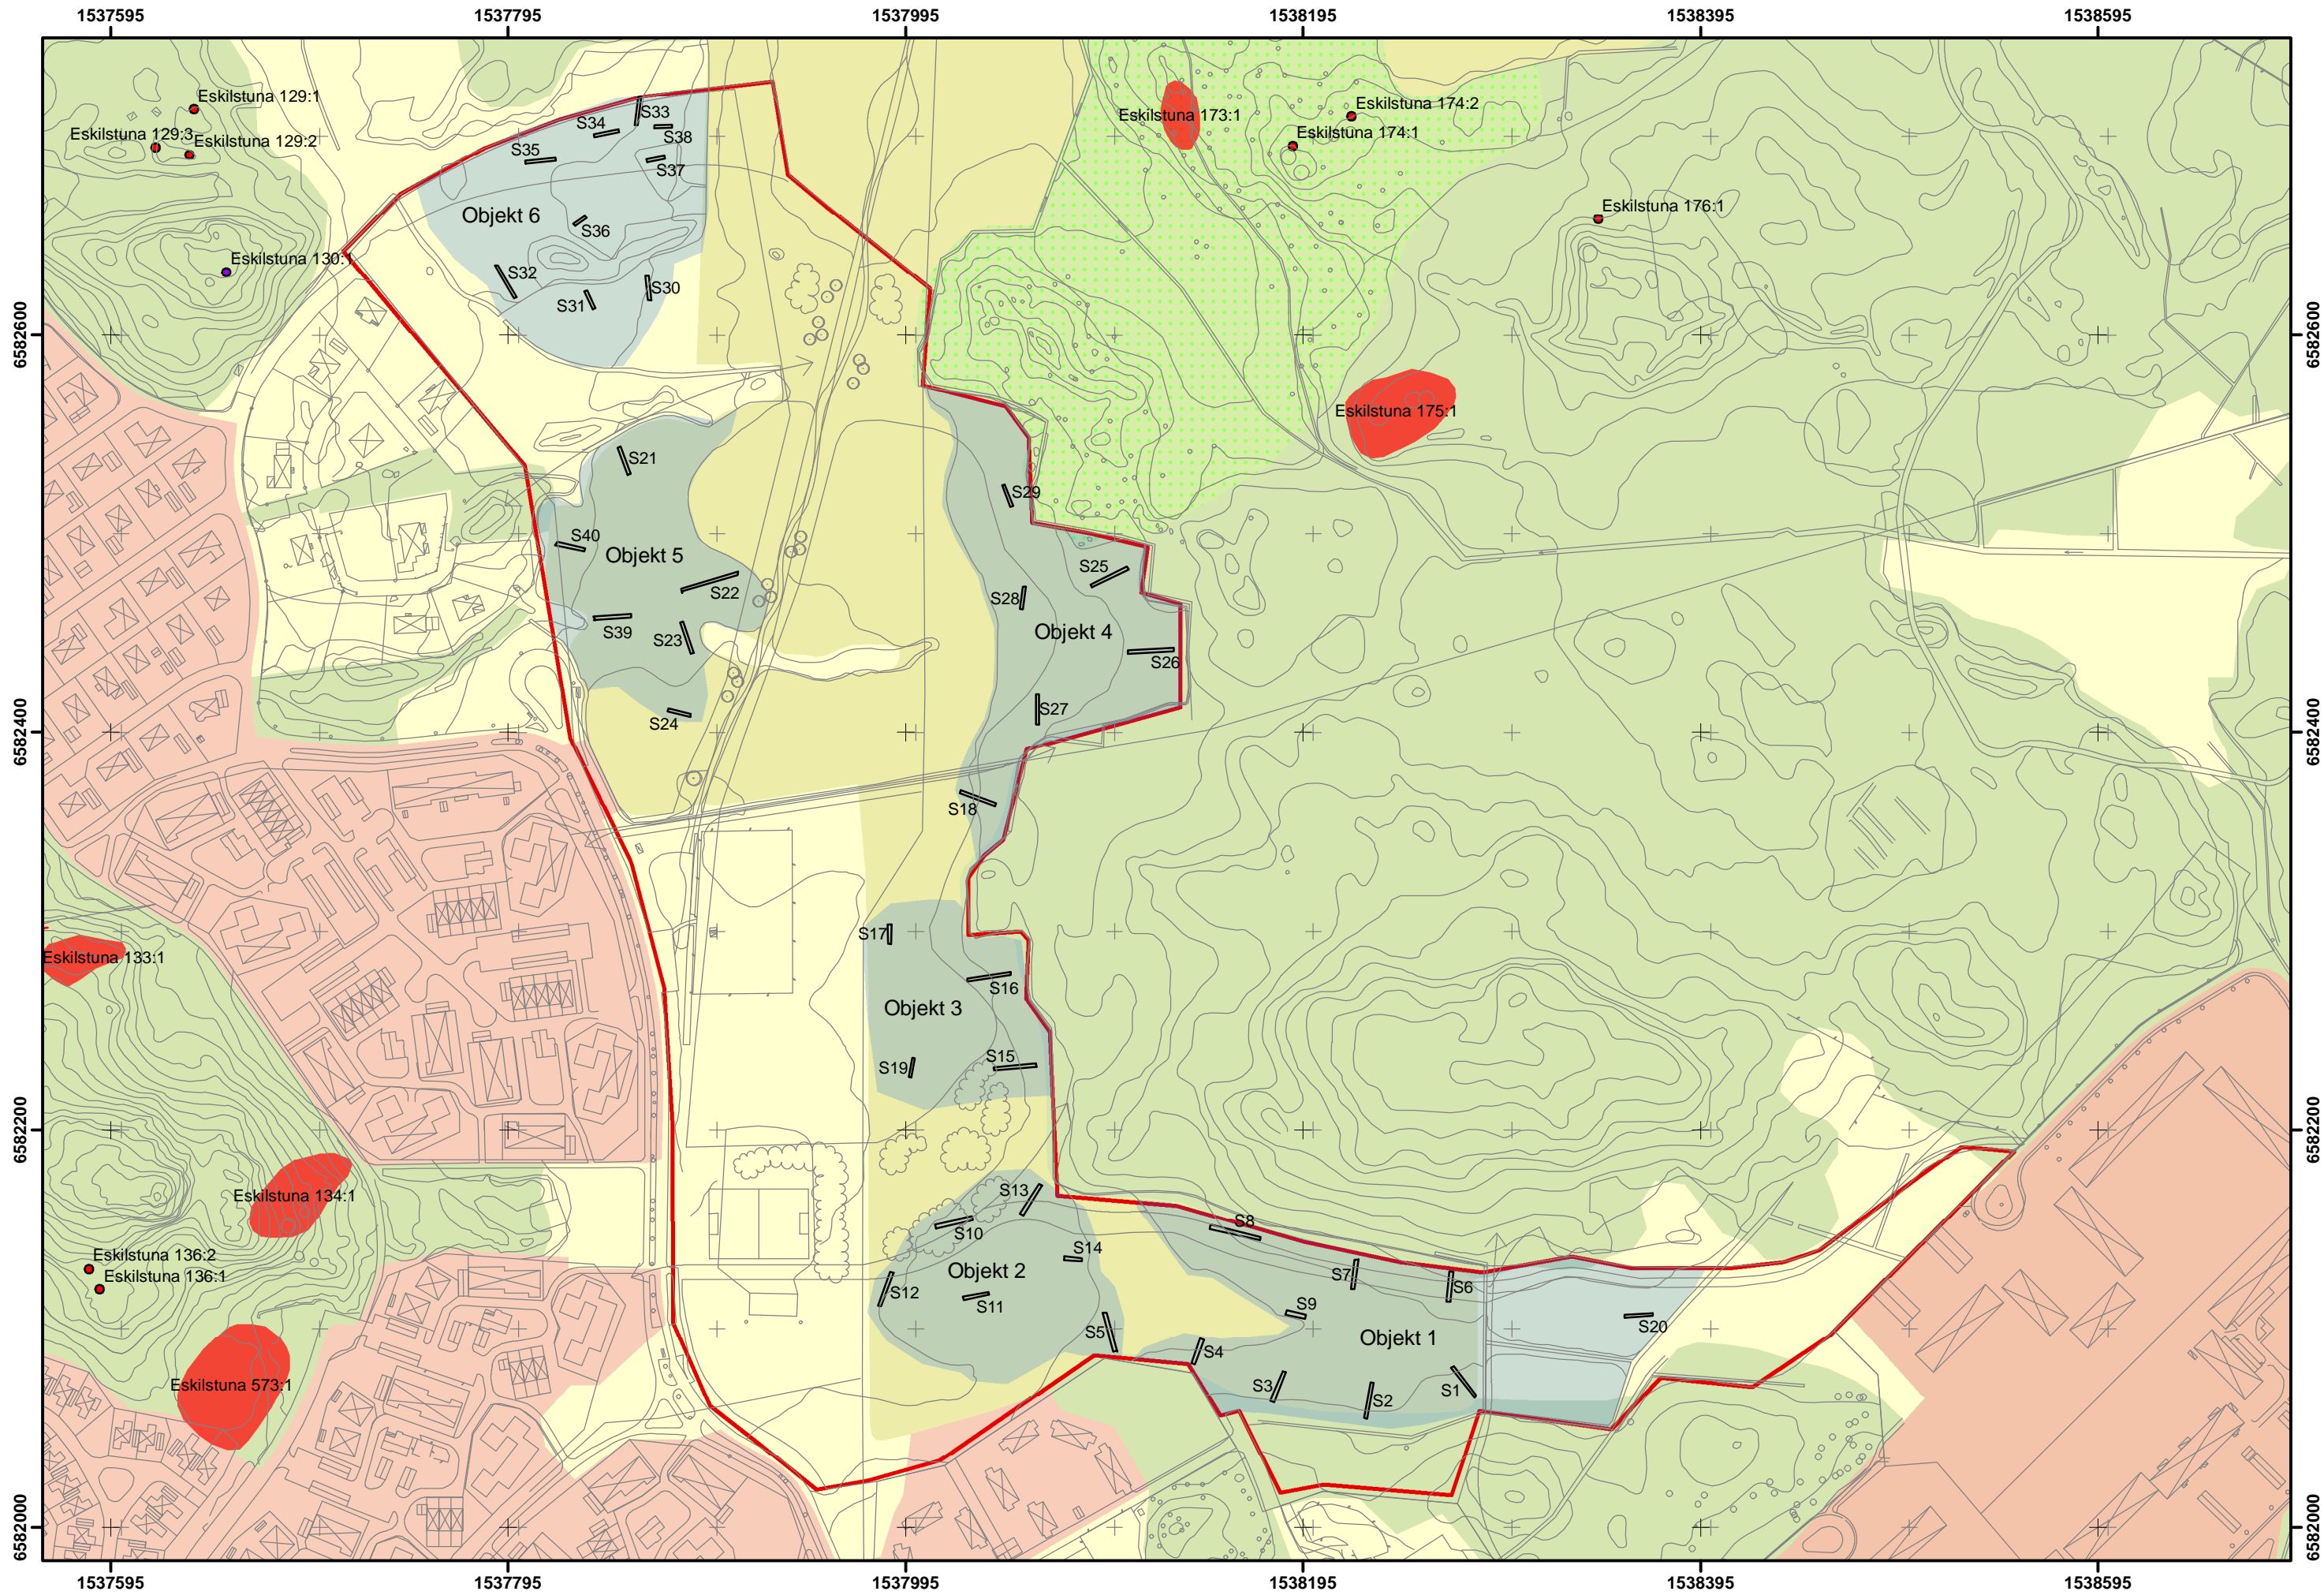 1537595 1537795 1537995 1538195 1538395 1538595
Eskilstuna 129:1
Eskilstuna 129:3
Eskilstuna 129:2
Eskilstuna 130:1
S33
S34
S38
S35
S37
Objekt 6
S36
S32
S31
S30
Eskilstuna 173:1
Eskilstuna 174:2
Eskilstuna 174:1
Eskilstuna 176:1
6582600
6582600
Eskilstuna 175:1
S21
S29
S40
Objekt 5
S25
S22
S28
S39
S23
Objekt 4
S26
S24
S27
6582400
6582400
S18
S17
Eskilstuna 133:1
S16
Objekt 3
S15
S19
6582200
6582200
Eskilstuna 134:1
S13
S10
S8
S14
Eskilstuna 136:2
Eskilstuna 136:1
Objekt 2
S7
S6
S12
S11
S9
S20
S5
Objekt 1
S4
Eskilstuna 573:1
S3
S2
S1
6582000
6582000
1537595 1537795 1537995 1538195 1538395 1538595